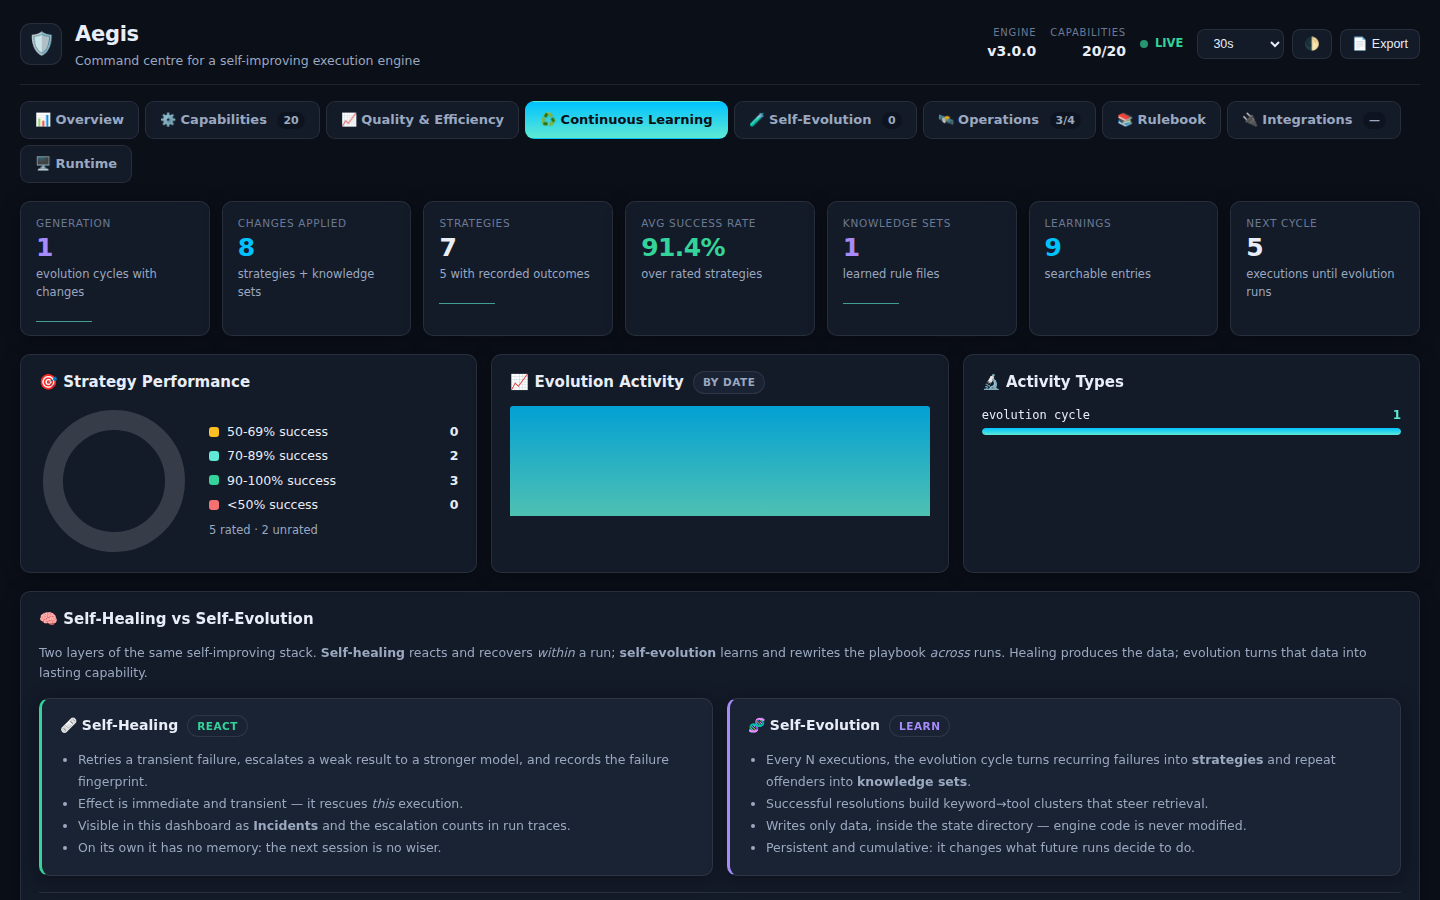 Aegis
Command centre for a self-improving execution engine
ENGINE
v3.0.0
CAPABILITIES
20/20
LIVE
30s
Export
Overview
Capabilities 20
Quality & Efficiency
Continuous Learning
Self-Evolution 0
Operations 3/4
Rulebook
Integrations —
Runtime
GENERATION
1
evolution cycles with
changes
CHANGES APPLIED
8
strategies + knowledge
sets
STRATEGIES
7
5 with recorded outcomes
AVG SUCCESS RATE
91.4%
over rated strategies
KNOWLEDGE SETS
1
learned rule files
LEARNINGS
9
searchable entries
NEXT CYCLE
5
executions until evolution
runs
Strategy Performance
50-69% success 0
70-89% success 2
90-100% success 3
<50% success 0
5 rated · 2 unrated
Evolution Activity BY DATE
Activity Types
evolution cycle 1
Self-Healing vs Self-Evolution
Two layers of the same self-improving stack. Self-healing reacts and recovers within a run; self-evolution learns and rewrites the playbook across runs. Healing produces the data; evolution turns that data into
lasting capability.
Self-Healing REACT
• Retries a transient failure, escalates a weak result to a stronger model, and records the failure
fingerprint.
• Effect is immediate and transient — it rescues this execution.
• Visible in this dashboard as Incidents and the escalation counts in run traces.
• On its own it has no memory: the next session is no wiser.
Self-Evolution LEARN
• Every N executions, the evolution cycle turns recurring failures into strategies and repeat
offenders into knowledge sets.
• Successful resolutions build keyword→tool clusters that steer retrieval.
• Writes only data, inside the state directory — engine code is never modified.
• Persistent and cumulative: it changes what future runs decide to do.